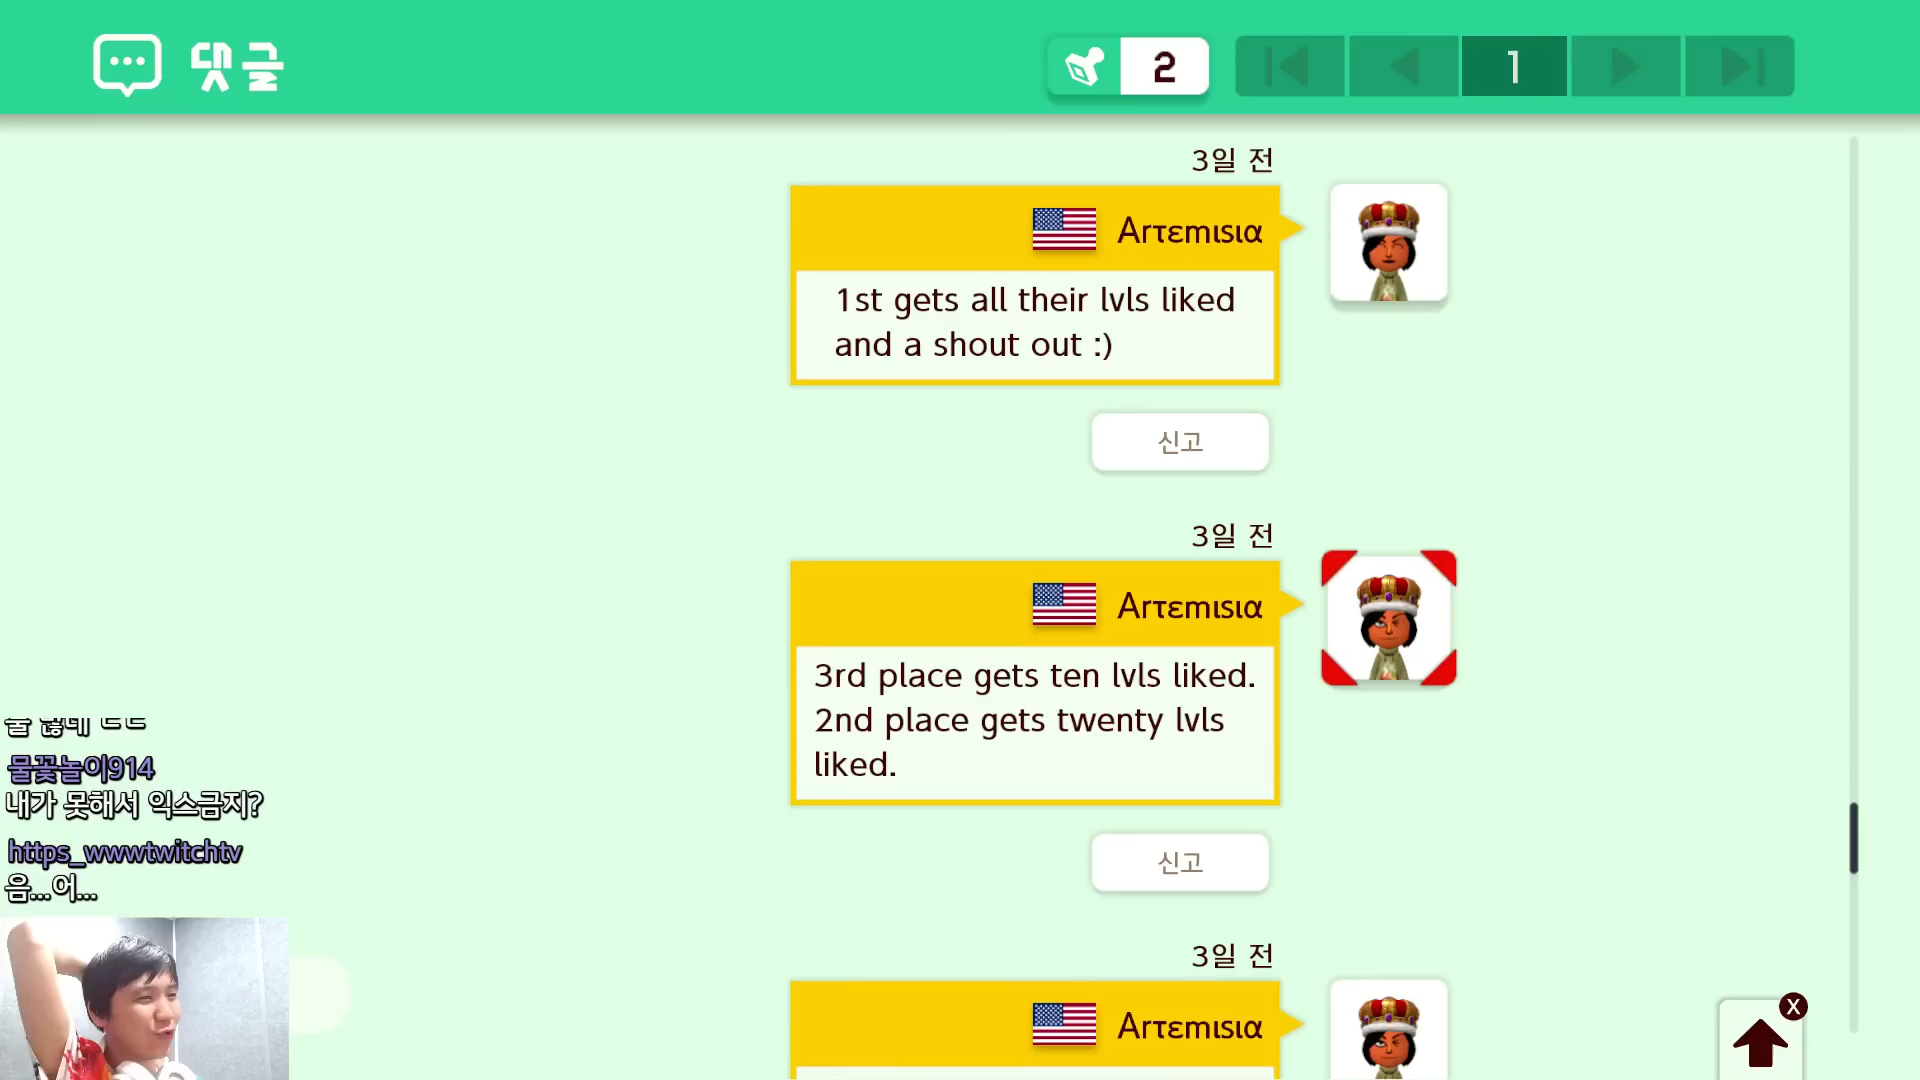 댓글
2
1
3일 전
Arτεmιsια
1st gets all their lvls liked
and a shout out :)
신고
3일 전
Arτεmιsια
3rd place gets ten lvls liked.
2nd place gets twenty lvls
liked.
신고
3일 전
Arτεmιsια
물꽃놀이914
내가 못해서 익스금지?
https_wwwtwitchtv
음...어...
X